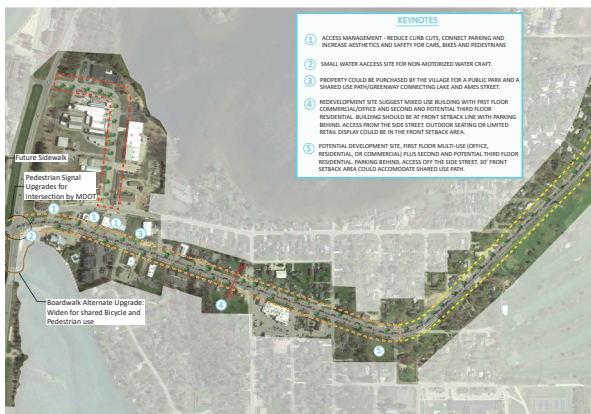 KEYNOTES
1 ACCESS MANAGEMENT - REDUCE CURB CUTS, CONNECT PARKING AND
INCREASE AESTHETICS AND SAFETY FOR CARS, BIKES AND PEDESTRIANS
2 SMALL WATER AACCESS SITE FOR NON-MOTORIZED WATER CRAFT.
3 PROPERTY COULD BE PURCHASED BY THE VILLAGE FOR A PUBLIC PARK AND A
SHARED USE PATH/GREENWAY CONNECTING LAKE AND AMES STREET.
4 REDEVELOPMENT SITE SUGGEST MIXED USE BUILDING WITH FRST FLOOR
COMMERCIAL/OFFICE AND SECOND AND POTENTIAL THIRD FLOOR
RESIDENTIAL. BUILDING SHOULD BE AT FRONT SETBACK LINE WITH PARKING
BEHIND. ACCESS FROM THE SIDE STREET. OUTDOOR SEATING OR LIMITED
RETAIL DISPLAY COULD BE IN THE FRONT SETBACK AREA.
5 POTENTIAL DEVELOPMENT SITE, FIRST FLOOR MULTI-USE (OFFICE,
RESIDENTIAL, OR COMMERCIAL) PLUS SECOND AND POTENTIAL THIRD FLOOR
RESIDENTIAL. PARKING BEHIND, ACCESS OFF THE SIDE STREET. 30' FRONT
SETBACK AREA COULD ACCOMODATE SHARED USE PATH.
Future Sidewalk
Pedestrian Signal
Upgrades for
Intersection by MDOT
1
1
1
2
3
4
5
Boardwalk Alternate Upgrade:
Widen for shared Bicycle and
Pedestrian use